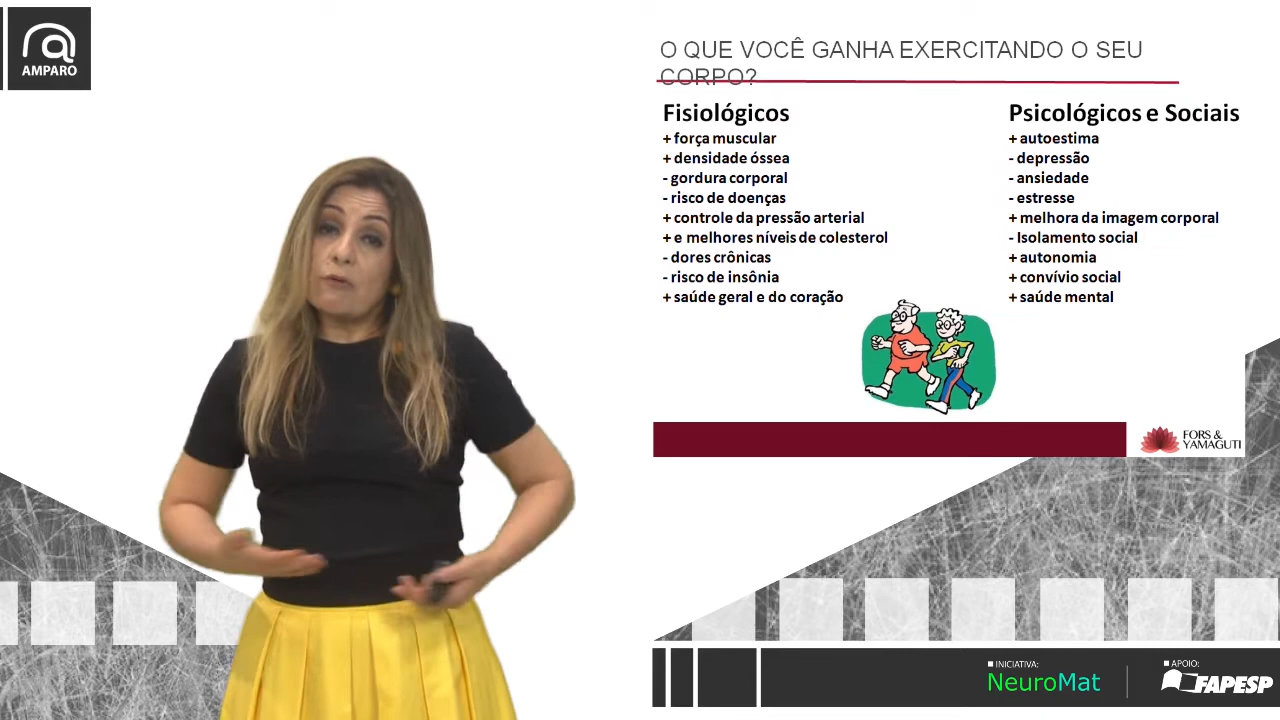 AMPARO
O QUE VOCÊ GANHA EXERCITANDO O SEU
CORPO?
Fisiológicos
+ força muscular
+ densidade óssea
- gordura corporal
- risco de doenças
+ controle da pressão arterial
+ e melhores níveis de colesterol
- dores crônicas
- risco de insônia
+ saúde geral e do coração
Psicológicos e Sociais
+ autoestima
- depressão
- ansiedade
- estresse
+ melhora da imagem corporal
- Isolamento social
+ autonomia
+ convívio social
+ saúde mental
FORS &
YAMAGUTI
INICIATIVA:
NeuroMat
APOIO:
FAPESP